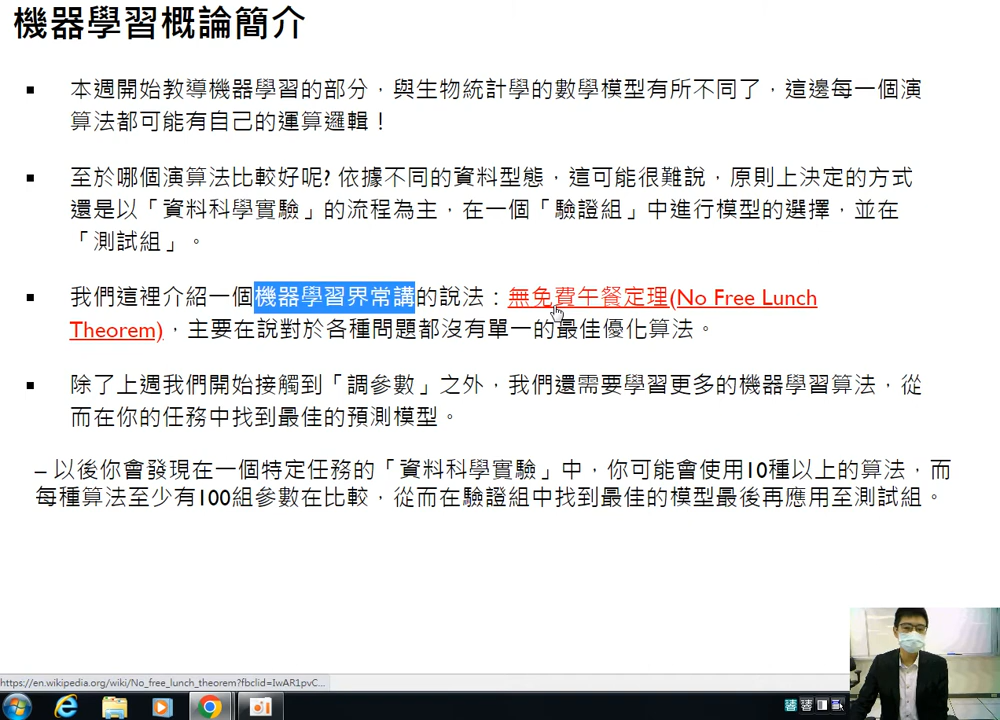 機器學習概論簡介
▪ 本週開始教導機器學習的部分，與生物統計學的數學模型有所不同了，這邊每一個演
算法都可能有自己的運算邏輯！
▪ 至於哪個演算法比較好呢? 依據不同的資料型態，這可能很難說，原則上決定的方式
還是以「資料科學實驗」的流程為主，在一個「驗證組」中進行模型的選擇，並在
「測試組」。
▪ 我們這裡介紹一個機器學習界常講的說法：無免費午餐定理(No Free Lunch
Theorem)，主要在說對於各種問題都沒有單一的最佳優化算法。
▪ 除了上週我們開始接觸到「調參數」之外，我們還需要學習更多的機器學習算法，從
而在你的任務中找到最佳的預測模型。
– 以後你會發現在一個特定任務的「資料科學實驗」中，你可能會使用10種以上的算法，而
每種算法至少有100組參數在比較，從而在驗證組中找到最佳的模型最後再應用至測試組。
https://en.wikipedia.org/wiki/No_free_lunch_theorem?fbclid=IwAR1pvC...